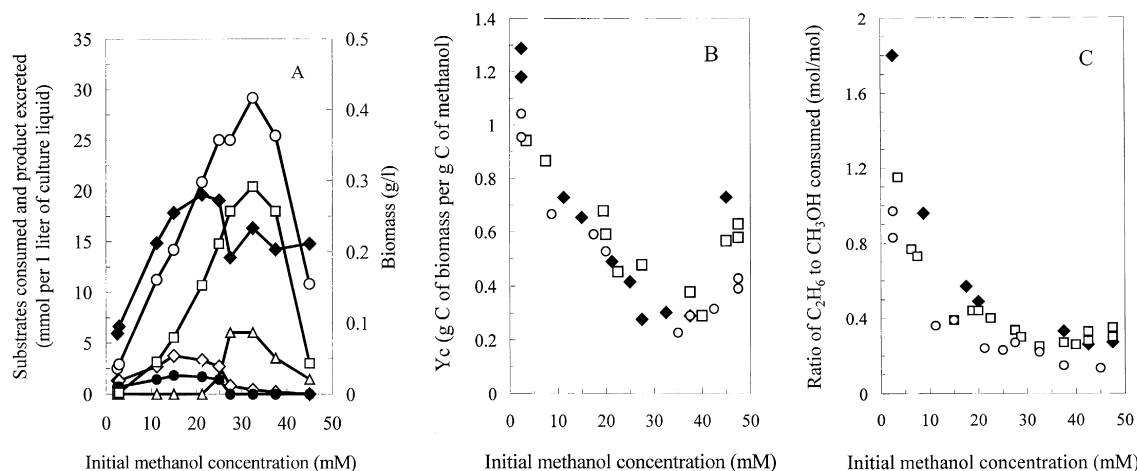 Substrates consumed and product excreted
(mmol per 1 liter of culture liquid)
35
30
25
20
15
10
5
0
A
0.5
0.4
0.3
0.2
0.1
0
Biomass (g/l)
0 10 20 30 40 50
Initial methanol concentration (mM)
Yc (g C of biomass per g C of methanol)
1.4
1.2
1
0.8
0.6
0.4
0.2
0
B
0 10 20 30 40 50
Initial methanol concentration (mM)
Ratio of C₂H₆ to CH₃OH consumed (mol/mol)
2
1.6
1.2
0.8
0.4
0
C
0 10 20 30 40 50
Initial methanol concentration (mM)